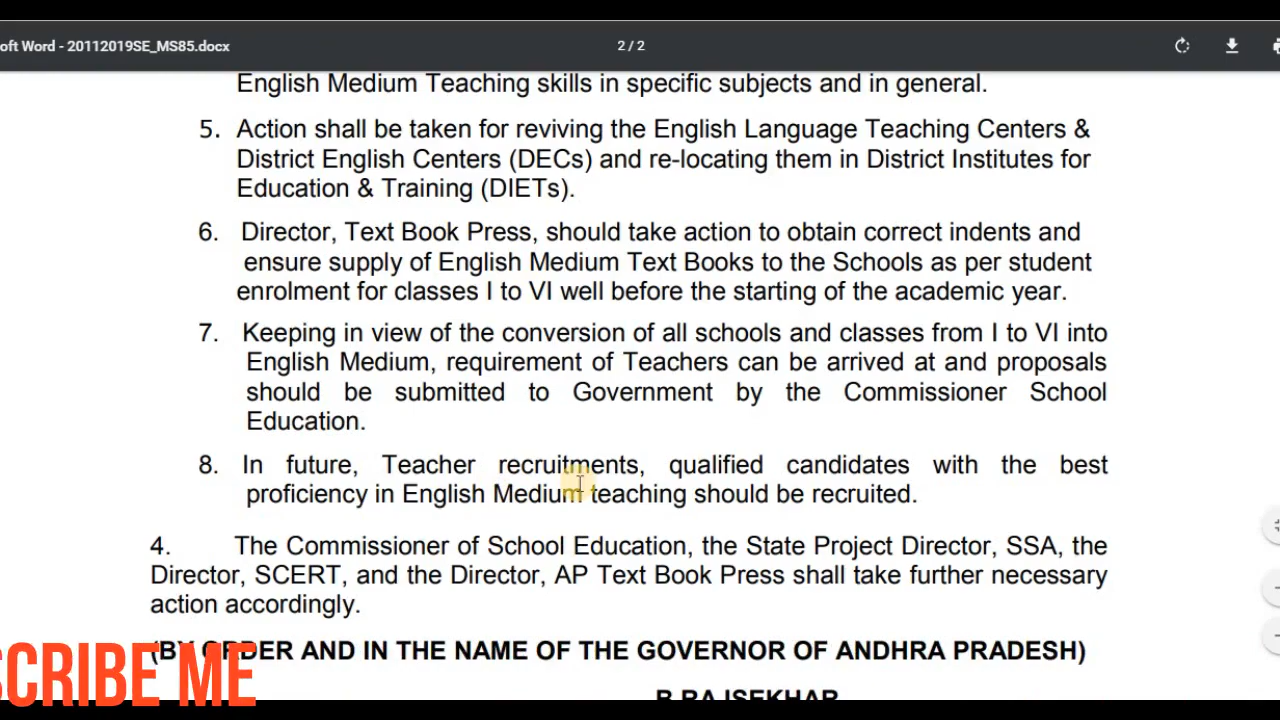 oft Word - 20112019SE_MS85.docx
2 / 2
English Medium Teaching skills in specific subjects and in general.
5. Action shall be taken for reviving the English Language Teaching Centers &
District English Centers (DECs) and re-locating them in District Institutes for
Education & Training (DIETs).
6. Director, Text Book Press, should take action to obtain correct indents and
ensure supply of English Medium Text Books to the Schools as per student
enrolment for classes I to VI well before the starting of the academic year.
7. Keeping in view of the conversion of all schools and classes from I to VI into
English Medium, requirement of Teachers can be arrived at and proposals
should be submitted to Government by the Commissioner School
Education.
8. In future, Teacher recruitments, qualified candidates with the best
proficiency in English Medium teaching should be recruited.
4. The Commissioner of School Education, the State Project Director, SSA, the
Director, SCERT, and the Director, AP Text Book Press shall take further necessary
action accordingly.
(BY ORDER AND IN THE NAME OF THE GOVERNOR OF ANDHRA PRADESH)
SCRIBE ME
B RAJSEKHAR